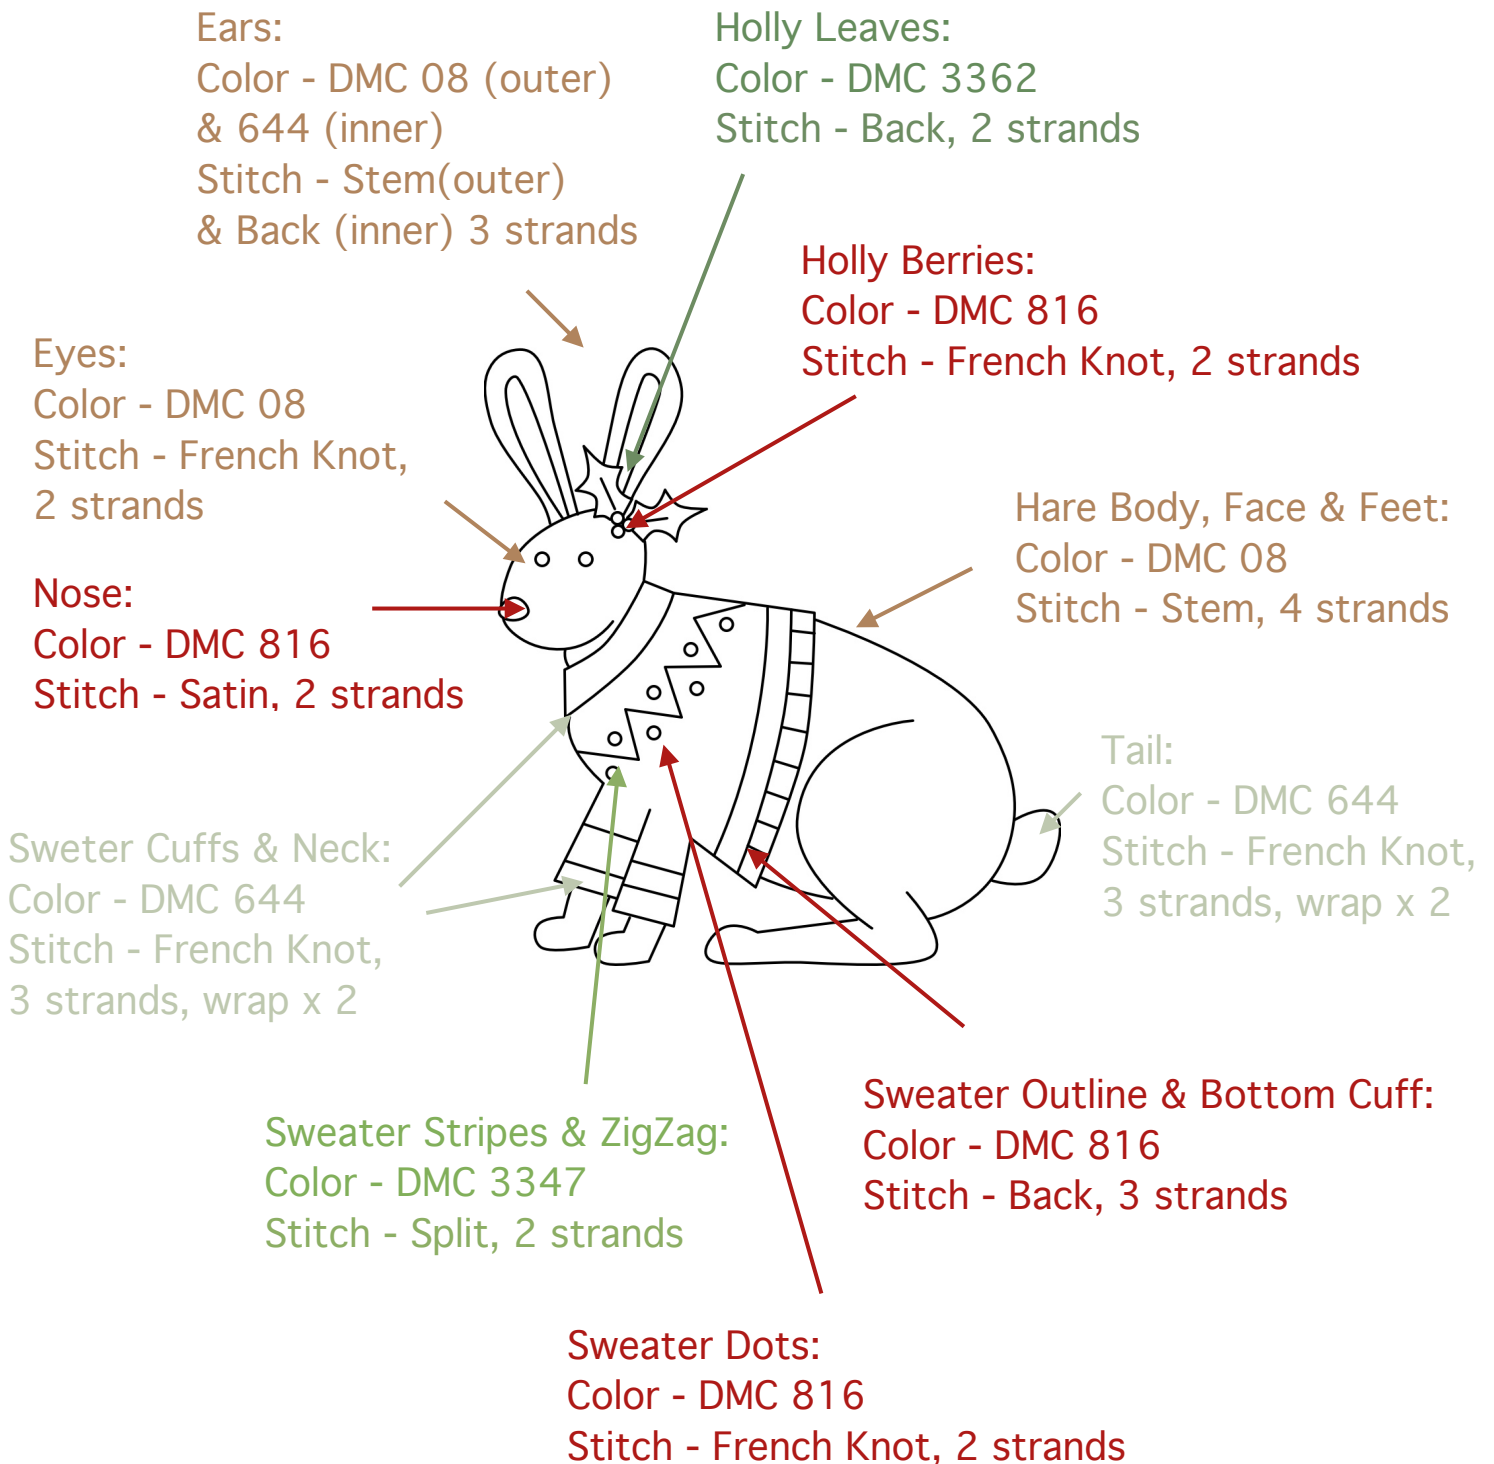 Ears:
Color - DMC 08 (outer)
& 644 (inner)
Stitch - Stem(outer)
& Back (inner) 3 strands
Holly Leaves:
Color - DMC 3362
Stitch - Back, 2 strands
Holly Berries:
Color - DMC 816
Stitch - French Knot, 2 strands
Eyes:
Color - DMC 08
Stitch - French Knot,
2 strands
Hare Body, Face & Feet:
Color - DMC 08
Stitch - Stem, 4 strands
Nose:
Color - DMC 816
Stitch - Satin, 2 strands
Tail:
Color - DMC 644
Stitch - French Knot,
3 strands, wrap x 2
Sweter Cuffs & Neck:
Color - DMC 644
Stitch - French Knot,
3 strands, wrap x 2
Sweater Outline & Bottom Cuff:
Color - DMC 816
Stitch - Back, 3 strands
Sweater Stripes & ZigZag:
Color - DMC 3347
Stitch - Split, 2 strands
Sweater Dots:
Color - DMC 816
Stitch - French Knot, 2 strands